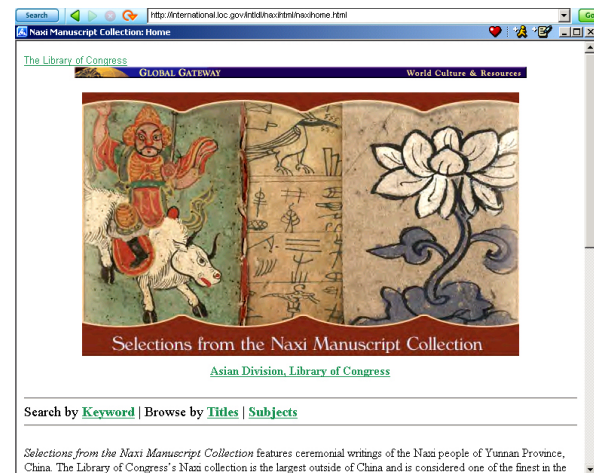 Search
http://international.loc.gov/intldl/naxihtml/naxihome.html
Go
Naxi Manuscript Collection: Home
The Library of Congress
GLOBAL GATEWAY World Culture & Resources
Selections from the Naxi Manuscript Collection
Asian Division, Library of Congress
Search by Keyword | Browse by Titles | Subjects
Selections from the Naxi Manuscript Collection features ceremonial writings of the Naxi people of Yunnan Province,
China. The Library of Congress's Naxi collection is the largest outside of China and is considered one of the finest in the